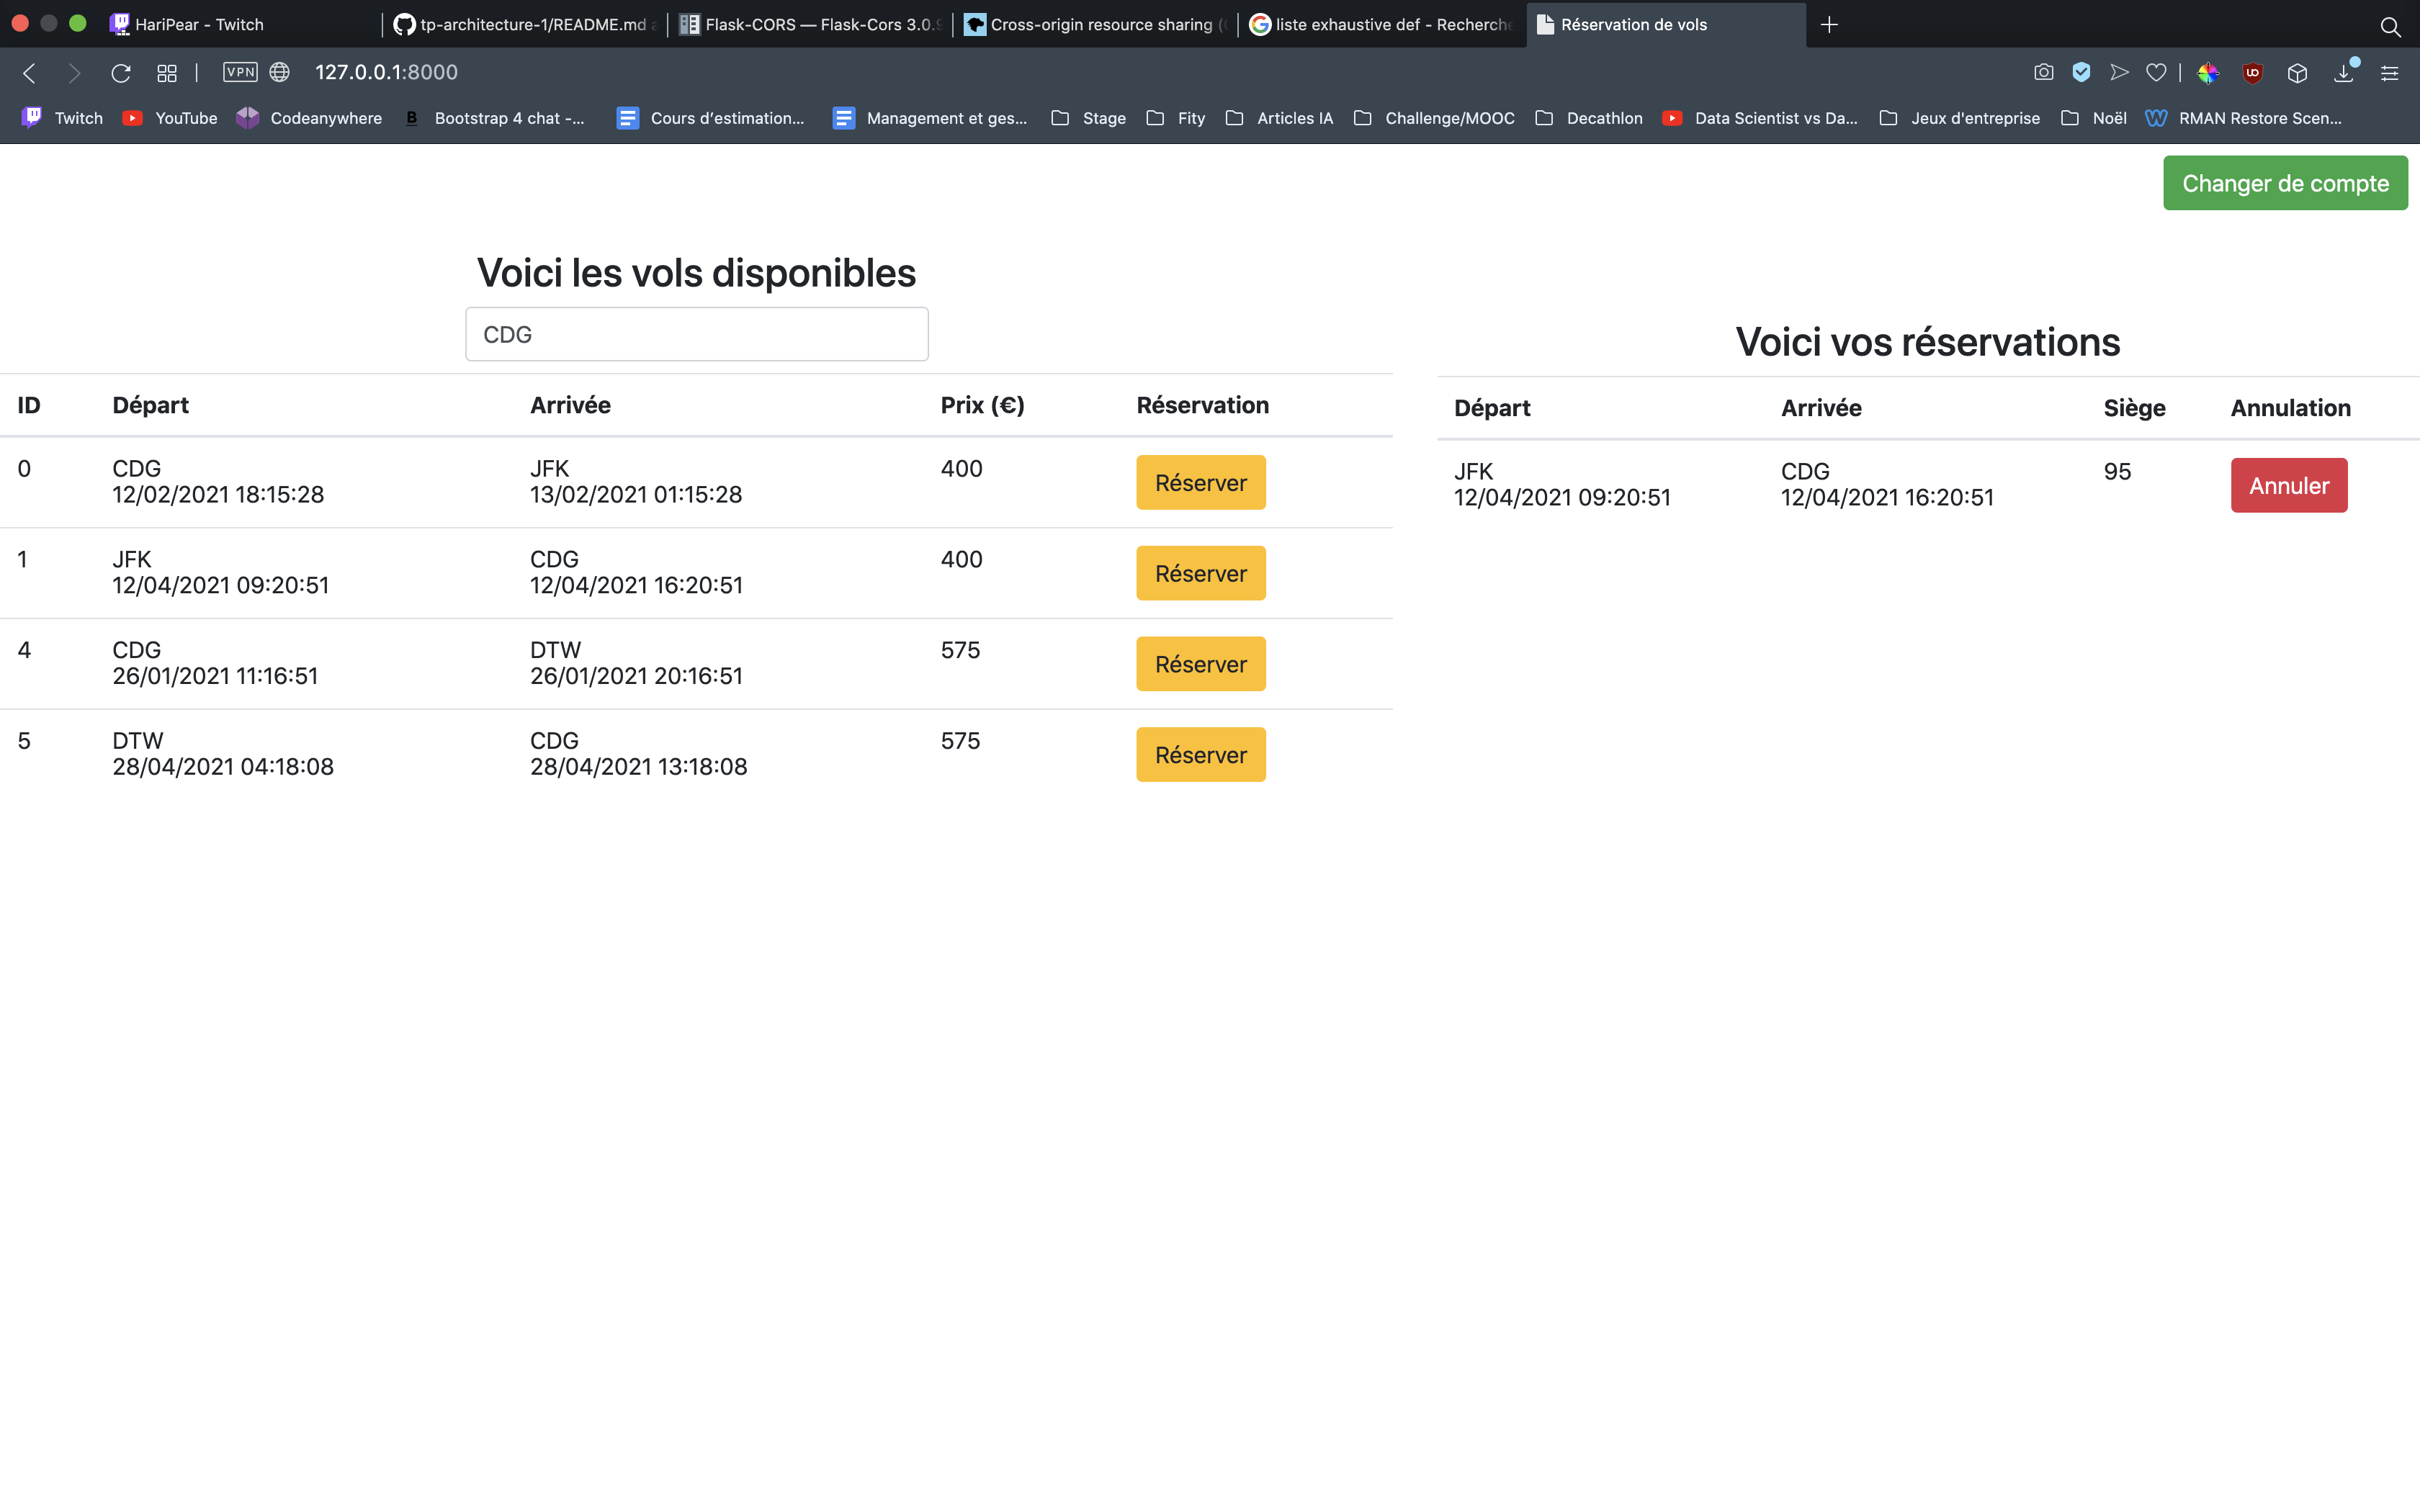 HariPear - Twitch
tp-architecture-1/README.md
Flask-CORS — Flask-Cors 3.0.9
Cross-origin resource sharing (
liste exhaustive def - Recherche
Réservation de vols
VPN
127.0.0.1:8000
Twitch
YouTube
Codeanywhere
Bootstrap 4 chat -...
Cours d'estimation...
Management et ges...
Stage
Fity
Articles IA
Challenge/MOOC
Decathlon
Data Scientist vs Da...
Jeux d'entreprise
Noël
RMAN Restore Scen...
Changer de compte
Voici les vols disponibles
CDG
ID Départ Arrivée Prix (€) Réservation
0 CDG JFK 400 Réserver
12/02/2021 18:15:28 13/02/2021 01:15:28
1 JFK CDG 400 Réserver
12/04/2021 09:20:51 12/04/2021 16:20:51
4 CDG DTW 575 Réserver
26/01/2021 11:16:51 26/01/2021 20:16:51
5 DTW CDG 575 Réserver
28/04/2021 04:18:08 28/04/2021 13:18:08
Voici vos réservations
Départ Arrivée Siège Annulation
JFK CDG 95 Annuler
12/04/2021 09:20:51 12/04/2021 16:20:51